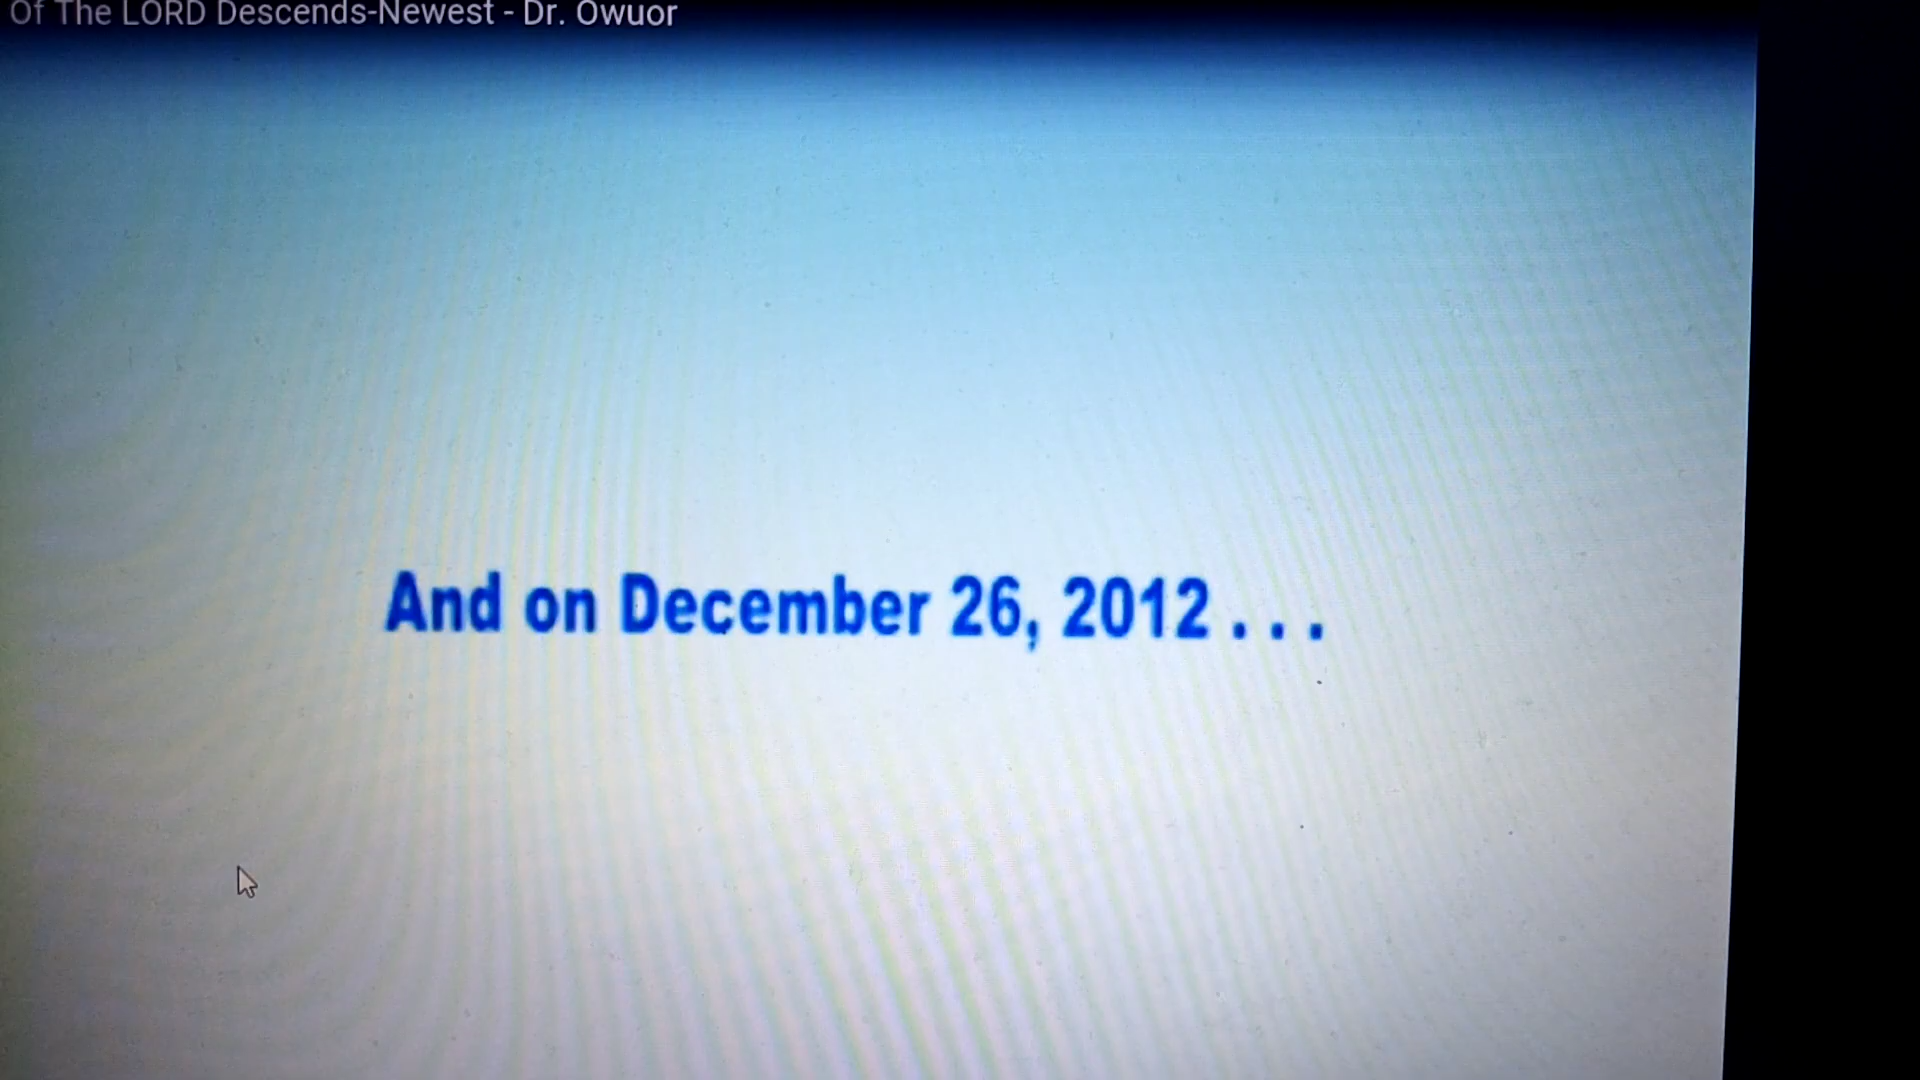 Of The LORD Descends-Newest - Dr. Owuor
And on December 26, 2012 . . .